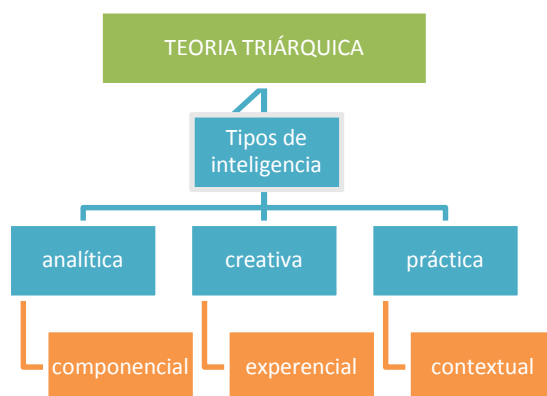 TEORIA TRIÁRQUICA
Tipos de
inteligencia
analítica
creativa
práctica
componencial
experencial
contextual